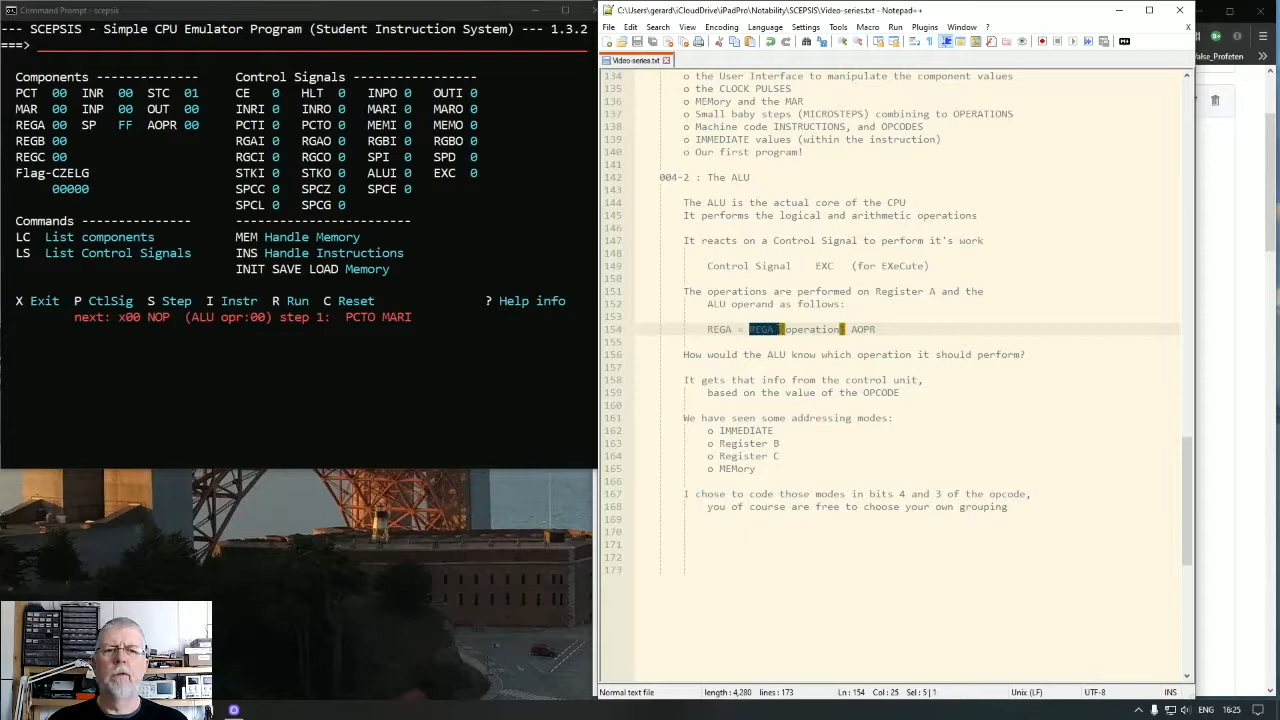 Command Prompt - scepsis
--- SCEPSIS - Simple CPU Emulator Program (Student Instruction System) --- 1.3.2
===>
Components -------------
Control Signals ----------------
PCT 00 INR 00 STC 01
CE 0 HLT 0 INPO 0 OUTI 0
MAR 00 INP 00 OUT 00
INRI 0 INRO 0 MARI 0 MARO 0
REGA 00 SP FF AOPR 00
PCTI 0 PCTO 0 MEMI 0 MEMO 0
REGB 00
RGAI 0 RGAO 0 RGBI 0 RGBO 0
REGC 00
RGCI 0 RGCO 0 SPI 0 SPD 0
Flag-CZELG
STKI 0 STKO 0 ALUI 0 EXC 0
00000
SPCC 0 SPCZ 0 SPCE 0
SPCL 0 SPCG 0
Commands --------------
-----------------------
LC List components
MEM Handle Memory
LS List Control Signals
INS Handle Instructions
INIT SAVE LOAD Memory
X Exit P CtlSig S Step I Instr R Run C Reset ? Help info
next: x00 NOP (ALU opr:00) step 1: PCTO MARI
C:\Users\gerard\iCloudDrive\iPadPro\Notability\SCEPSIS\Video-series.txt - Notepad++
File Edit Search View Encoding Language Settings Tools Macro Run Plugins Window ?
Video-series.txt
134 o the User Interface to manipulate the component values
135 o the CLOCK PULSES
136 o MEMory and the MAR
137 o Small baby steps (MICROSTEPS) combining to OPERATIONS
138 o Machine code INSTRUCTIONS, and OPCODES
139 o IMMEDIATE values (within the instruction)
140 o Our first program!
141
142 004-2 : The ALU
143
144 The ALU is the actual core of the CPU
145 It performs the logical and arithmetic operations
146
147 It reacts on a Control Signal to perform it's work
148
149 Control Signal EXC (for EXeCute)
150
151 The operations are performed on Register A and the
152 ALU operand as follows:
153
154 REGA = REGA (operation) AOPR
155
156 How would the ALU know which operation it should perform?
157
158 It gets that info from the control unit,
159 based on the value of the OPCODE
160
161 We have seen some addressing modes:
162 o IMMEDIATE
163 o Register B
164 o Register C
165 o MEMory
166
167 I chose to code those modes in bits 4 and 3 of the opcode,
168 you of course are free to choose your own grouping
169
170
171
172
173
Normal text file length : 4,280 lines : 173 Ln : 154 Col : 25 Sel : 5 | 1 Unix (LF) UTF-8 INS
alse_Profeten
ENG 16:25